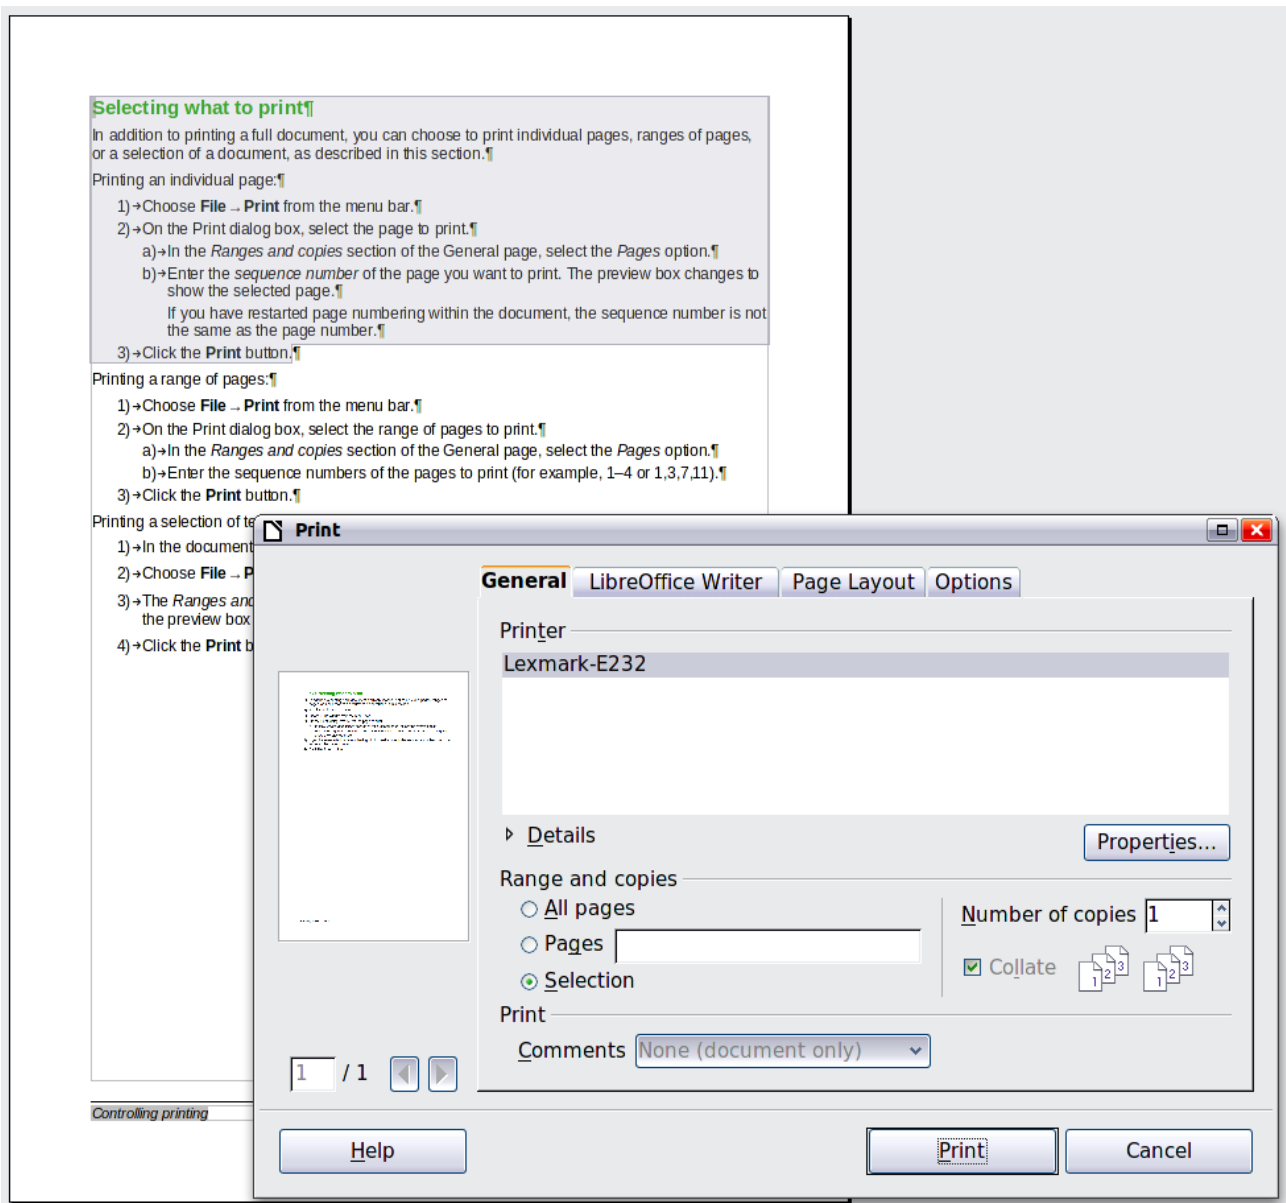 Selecting what to print¶
In addition to printing a full document, you can choose to print individual pages, ranges of pages,
or a selection of a document, as described in this section.¶
Printing an individual page:¶
1)→Choose File → Print from the menu bar.¶
2)→On the Print dialog box, select the page to print.¶
a)→In the Ranges and copies section of the General page, select the Pages option.¶
b)→Enter the sequence number of the page you want to print. The preview box changes to
show the selected page.¶
If you have restarted page numbering within the document, the sequence number is not
the same as the page number.¶
3)→Click the Print button.¶
Printing a range of pages:¶
1)→Choose File → Print from the menu bar.¶
2)→On the Print dialog box, select the range of pages to print.¶
a)→In the Ranges and copies section of the General page, select the Pages option.¶
b)→Enter the sequence numbers of the pages to print (for example, 1–4 or 1,3,7,11).¶
3)→Click the Print button.¶
Printing a selection of te
1)→In the document
2)→Choose File → P
3)→The Ranges and
the preview box
4)→Click the Print b
Controlling printing
Print
General LibreOffice Writer Page Layout Options
Printer
Lexmark-E232
Details
Properties...
Range and copies
All pages
Number of copies 1
Pages
Collate 1 2 3 1 2 3
Selection
Print
Comments None (document only)
1 / 1
Help Print Cancel